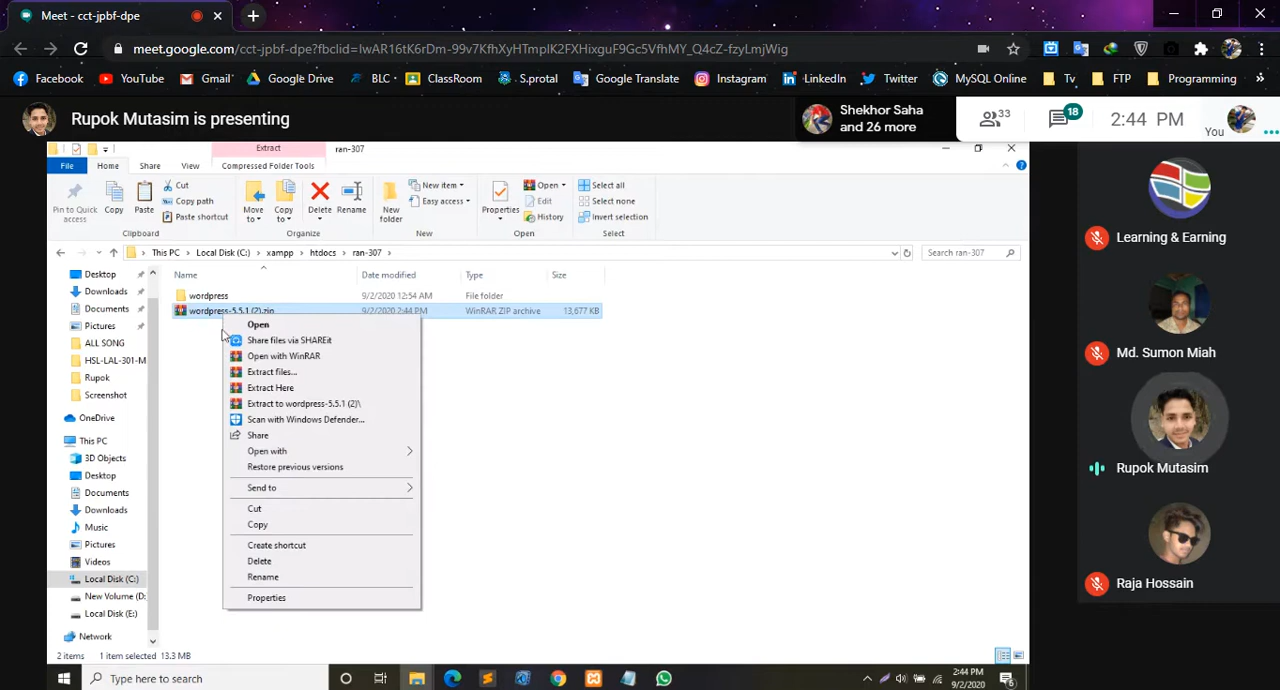 Meet - cct-jpbf-dpe
meet.google.com/cct-jpbf-dpe?fbclid=IwAR16tK6rDm-99v7KfhXyHTmpIK2FXHixguF9Gc5VfhMY_Q4cZ-fzyLmjWig
Facebook YouTube Gmail Google Drive BLC ClassRoom S.protal Google Translate Instagram LinkedIn Twitter MySQL Online Tv FTP Programming »
Rupok Mutasim is presenting
Shekhor Saha
and 26 more
33
18
2:44 PM
You
Extract
ran-307
File Home Share View Compressed Folder Tools
Pin to Quick access
Copy
Paste
Cut
Copy path
Paste shortcut
Clipboard
Move to
Copy to
Delete
Rename
Organize
New folder
New item
Easy access
New
Properties
Open
Edit
History
Open
Select all
Select none
Invert selection
Select
This PC > Local Disk (C:) > xampp > htdocs > ran-307 >
Search ran-307
Name Date modified Type Size
wordpress 9/2/2020 12:54 AM File folder
wordpress-5.5.1 (2).zip 9/2/2020 2:44 PM WinRAR ZIP archive 13,677 KB
Desktop
Downloads
Documents
Pictures
ALL SONG
HSL-LAL-301-M
Rupok
Screenshot
OneDrive
This PC
3D Objects
Desktop
Documents
Downloads
Music
Pictures
Videos
Local Disk (C:)
New Volume (D:
Local Disk (E:)
Network
Open
Share files via SHAREit
Open with WinRAR
Extract files...
Extract Here
Extract to wordpress-5.5.1 (2)\
Scan with Windows Defender...
Share
Open with
Restore previous versions
Send to
Cut
Copy
Create shortcut
Delete
Rename
Properties
2 items 1 item selected 13.3 MB
Type here to search
2:44 PM
9/2/2020
Learning & Earning
Md. Sumon Miah
Rupok Mutasim
Raja Hossain